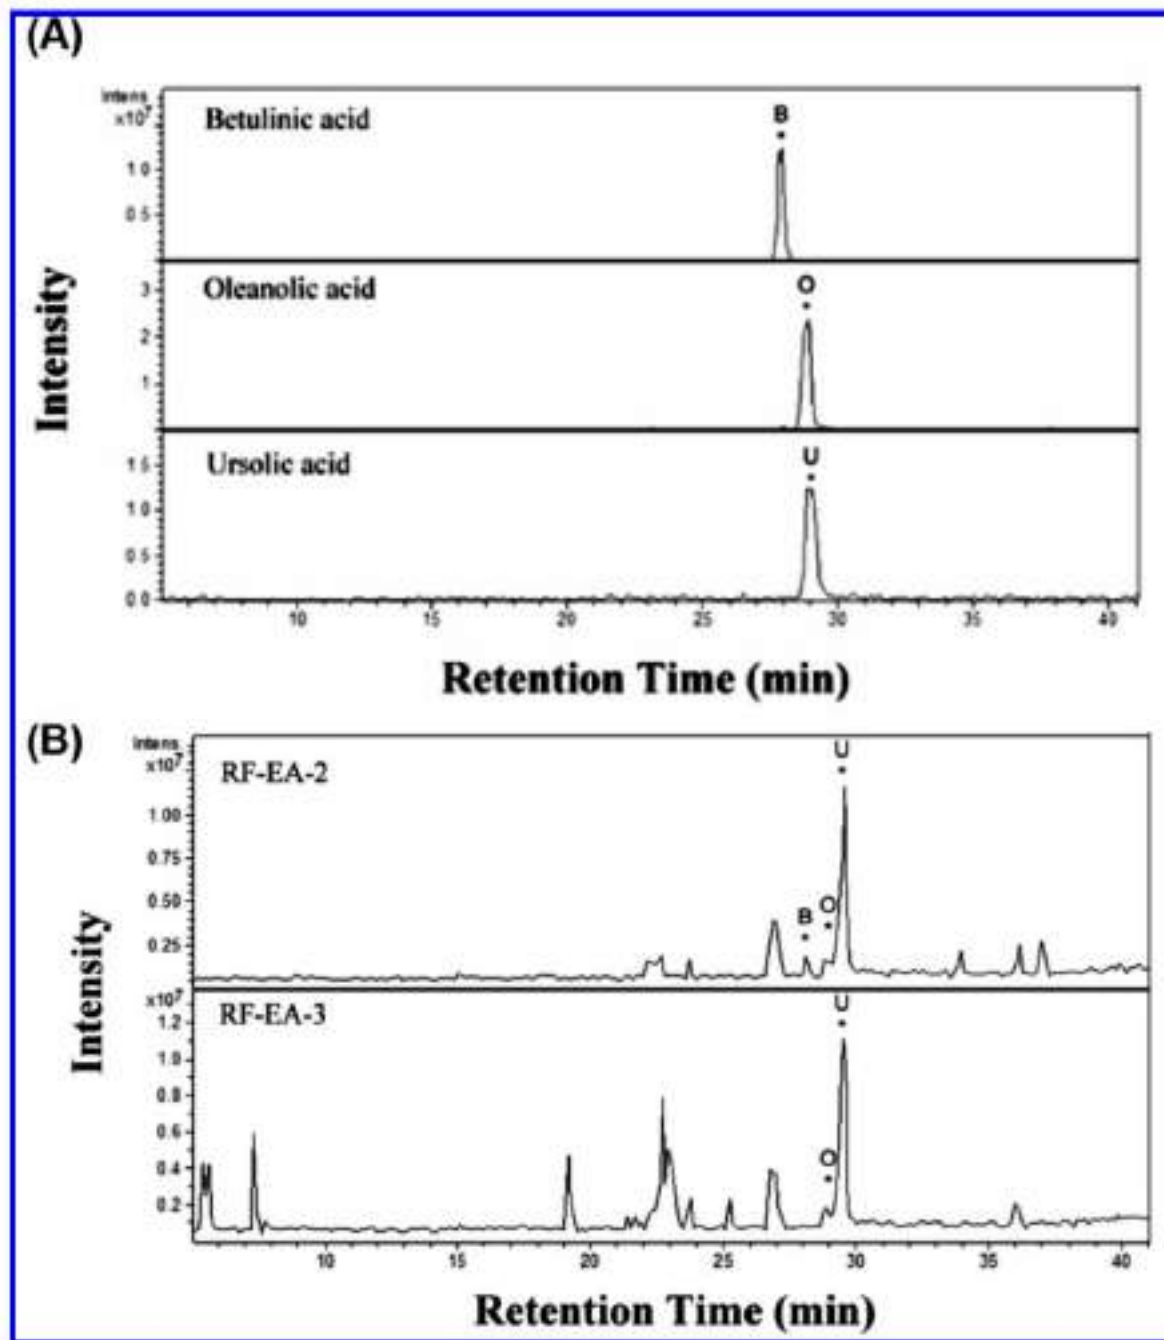 (A)
Intens
x10⁷
Betulinic acid
B
1.0
0.5
Oleanolic acid
O
3
2
1
Ursolic acid
U
1.5
1.0
0.5
0.0
10 15 20 25 30 35 40
Intensity
Retention Time (min)
(B)
Intens
x10⁷
RF-EA-2
U
1.00
0.75
0.50
0.25
B
O
x10⁷
RF-EA-3
U
1.2
1.0
0.8
0.6
0.4
0.2
O
10 15 20 25 30 35 40
Intensity
Retention Time (min)